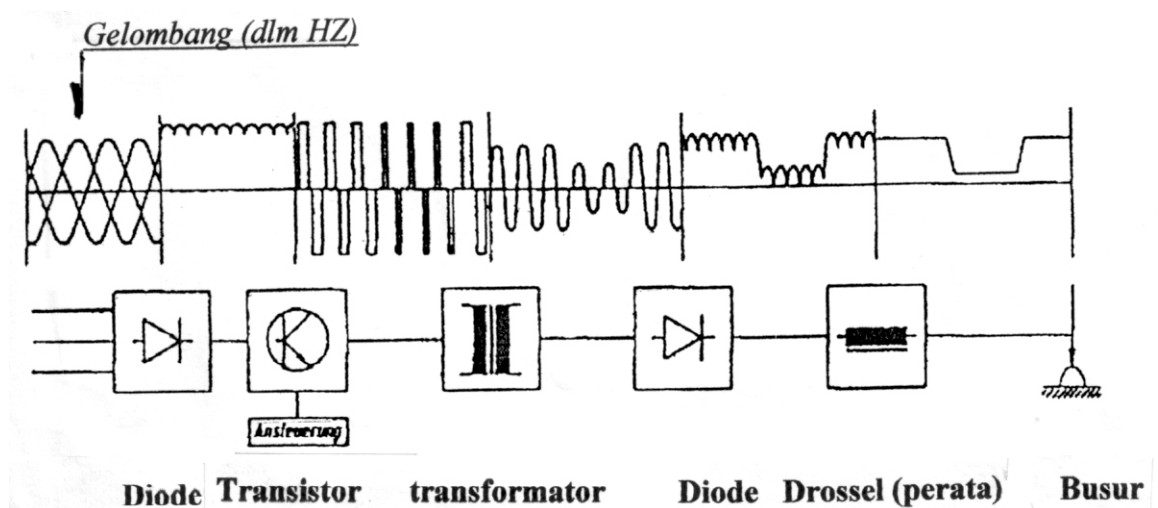 Gelombang (dlm HZ)
Ansteuerung
Diode Transistor transformator Diode Drossel (perata) Busur